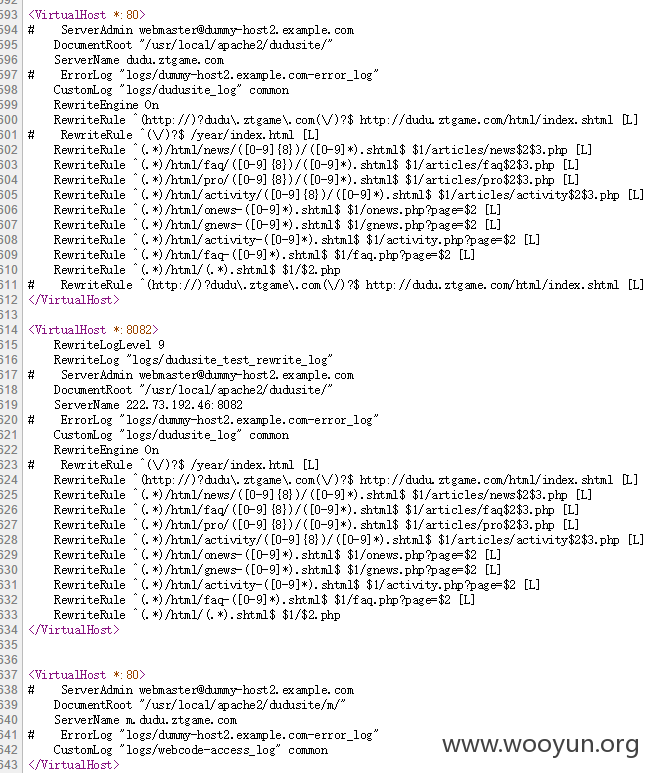 592
593 <VirtualHost *:80>
594 #    ServerAdmin webmaster@dummy-host2.example.com
595     DocumentRoot "/usr/local/apache2/dudusite/"
596     ServerName dudu.ztgame.com
597 #    ErrorLog "logs/dummy-host2.example.com-error_log"
598     CustomLog "logs/dudusite_log" common
599     RewriteEngine On
600     RewriteRule ^(http://)?dudu\.ztgame\.com(\/)?$ http://dudu.ztgame.com/html/index.shtml [L]
601 #    RewriteRule ^(\/)?$ /year/index.html [L]
602     RewriteRule ^(.*)/html/news/([0-9]{8})/([0-9]*).shtml$ $1/articles/news$2$3.php [L]
603     RewriteRule ^(.*)/html/faq/([0-9]{8})/([0-9]*).shtml$ $1/articles/faq$2$3.php [L]
604     RewriteRule ^(.*)/html/pro/([0-9]{8})/([0-9]*).shtml$ $1/articles/pro$2$3.php [L]
605     RewriteRule ^(.*)/html/activity/([0-9]{8})/([0-9]*).shtml$ $1/articles/activity$2$3.php [L]
606     RewriteRule ^(.*)/html/onews-([0-9]*).shtml$ $1/onews.php?page=$2 [L]
607     RewriteRule ^(.*)/html/gnews-([0-9]*).shtml$ $1/gnews.php?page=$2 [L]
608     RewriteRule ^(.*)/html/activity-([0-9]*).shtml$ $1/activity.php?page=$2 [L]
609     RewriteRule ^(.*)/html/faq-([0-9]*).shtml$ $1/faq.php?page=$2 [L]
610     RewriteRule ^(.*)/html/(.*).shtml$ $1/$2.php
611 #    RewriteRule ^(http://)?dudu\.ztgame\.com(\/)?$ http://dudu.ztgame.com/html/index.shtml [L]
612 </VirtualHost>
613
614 <VirtualHost *:8082>
615     RewriteLogLevel 9
616     RewriteLog "logs/dudusite_test_rewrite_log"
617 #    ServerAdmin webmaster@dummy-host2.example.com
618     DocumentRoot "/usr/local/apache2/dudusite/"
619     ServerName 222.73.192.46:8082
620 #    ErrorLog "logs/dummy-host2.example.com-error_log"
621     CustomLog "logs/dudusite_log" common
622     RewriteEngine On
623 #    RewriteRule ^(\/)?$ /year/index.html [L]
624     RewriteRule ^(http://)?dudu\.ztgame\.com(\/)?$ http://dudu.ztgame.com/html/index.shtml [L]
625     RewriteRule ^(.*)/html/news/([0-9]{8})/([0-9]*).shtml$ $1/articles/news$2$3.php [L]
626     RewriteRule ^(.*)/html/faq/([0-9]{8})/([0-9]*).shtml$ $1/articles/faq$2$3.php [L]
627     RewriteRule ^(.*)/html/pro/([0-9]{8})/([0-9]*).shtml$ $1/articles/pro$2$3.php [L]
628     RewriteRule ^(.*)/html/activity/([0-9]{8})/([0-9]*).shtml$ $1/articles/activity$2$3.php [L]
629     RewriteRule ^(.*)/html/onews-([0-9]*).shtml$ $1/onews.php?page=$2 [L]
630     RewriteRule ^(.*)/html/gnews-([0-9]*).shtml$ $1/gnews.php?page=$2 [L]
631     RewriteRule ^(.*)/html/activity-([0-9]*).shtml$ $1/activity.php?page=$2 [L]
632     RewriteRule ^(.*)/html/faq-([0-9]*).shtml$ $1/faq.php?page=$2 [L]
633     RewriteRule ^(.*)/html/(.*).shtml$ $1/$2.php
634 </VirtualHost>
635
636
637 <VirtualHost *:80>
638 #    ServerAdmin webmaster@dummy-host2.example.com
639     DocumentRoot "/usr/local/apache2/dudusite/m/"
640     ServerName m.dudu.ztgame.com
641 #    ErrorLog "logs/dummy-host2.example.com-error_log"
642     CustomLog "logs/webcode-access_log" common
643 </VirtualHost>
www.wooyun.org